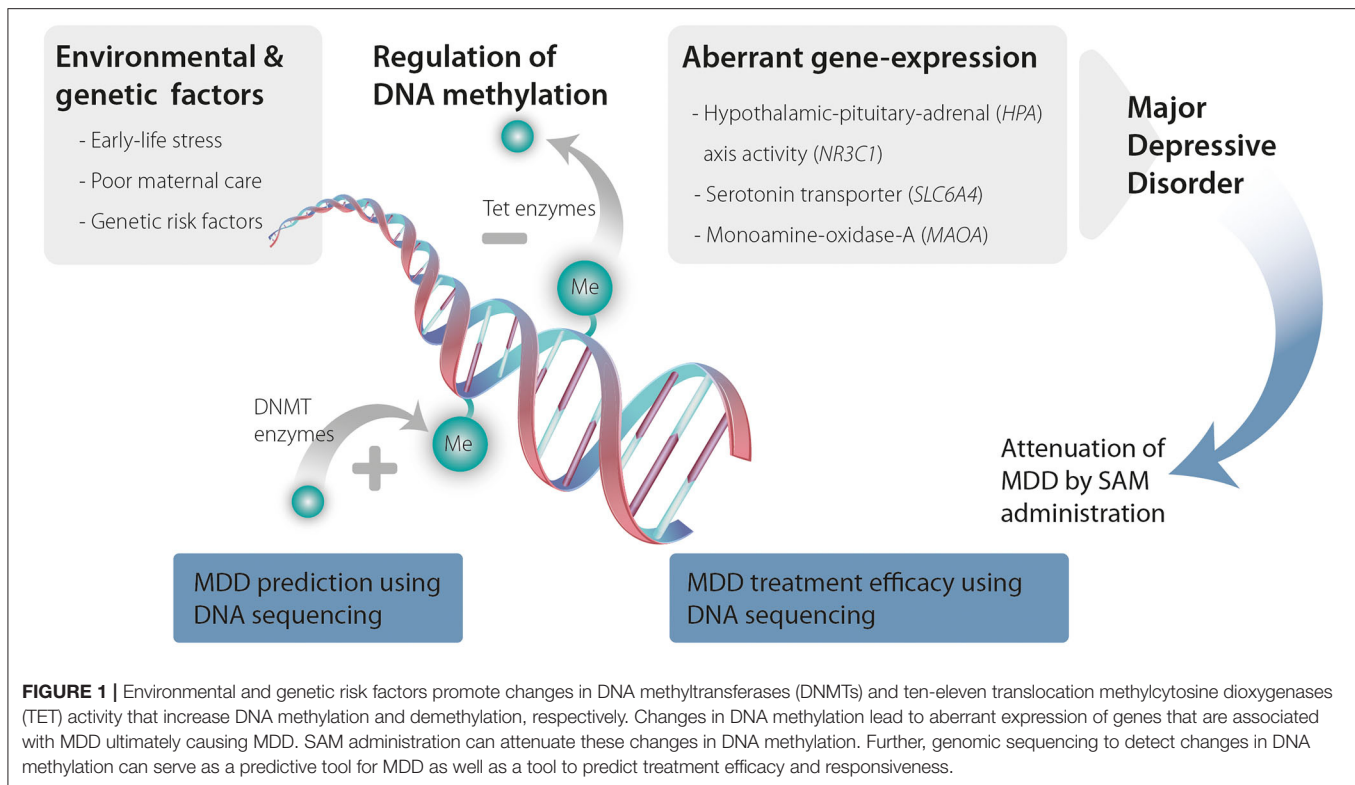 Environmental &
genetic factors
- Early-life stress
- Poor maternal care
- Genetic risk factors
Regulation of
DNA methylation
Tet enzymes
Me
DNMT
enzymes
Me
Aberrant gene-expression
- Hypothalamic-pituitary-adrenal (HPA)
axis activity (NR3C1)
- Serotonin transporter (SLC6A4)
- Monoamine-oxidase-A (MAOA)
Major
Depressive
Disorder
Attenuation of
MDD by SAM
administration
MDD prediction using
DNA sequencing
MDD treatment efficacy using
DNA sequencing
FIGURE 1 | Environmental and genetic risk factors promote changes in DNA methyltransferases (DNMTs) and ten-eleven translocation methylcytosine dioxygenases
(TET) activity that increase DNA methylation and demethylation, respectively. Changes in DNA methylation lead to aberrant expression of genes that are associated
with MDD ultimately causing MDD. SAM administration can attenuate these changes in DNA methylation. Further, genomic sequencing to detect changes in DNA
methylation can serve as a predictive tool for MDD as well as a tool to predict treatment efficacy and responsiveness.